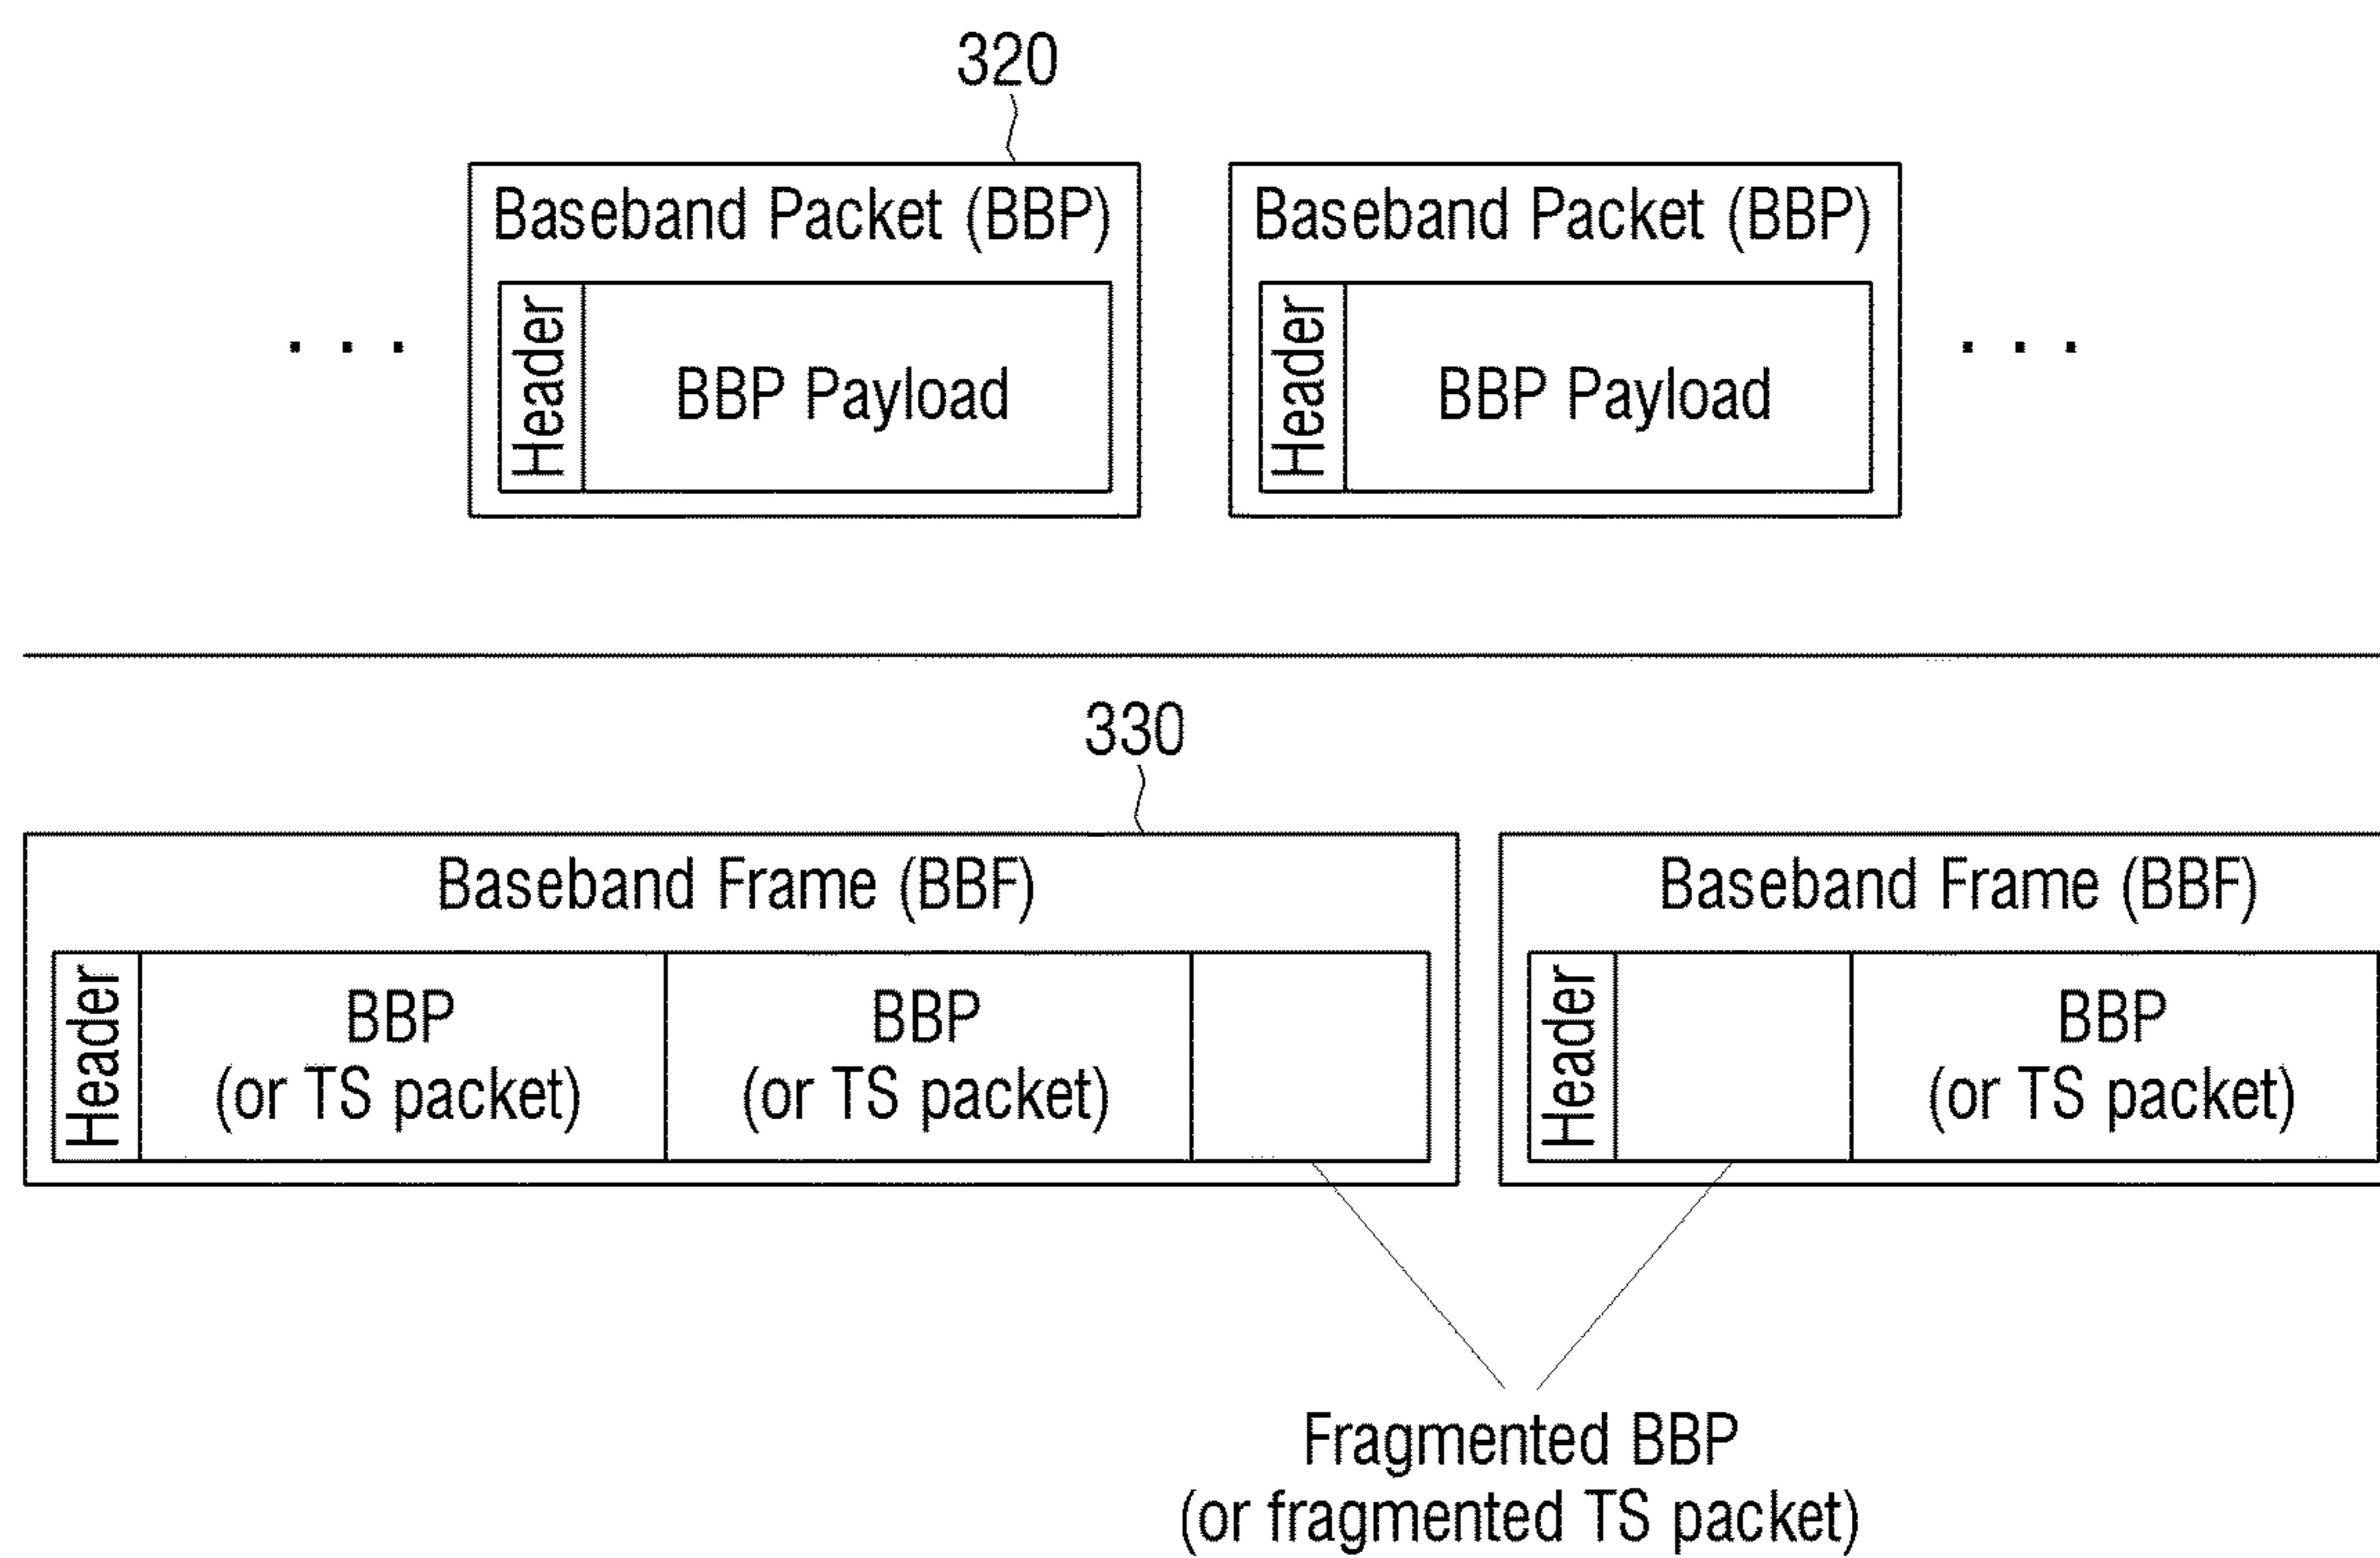 320
Baseband Packet (BBP)
Header
BBP Payload
Baseband Packet (BBP)
Header
BBP Payload
. . .
. . .
330
Baseband Frame (BBF)
Header
BBP
(or TS packet)
BBP
(or TS packet)
Baseband Frame (BBF)
Header
BBP
(or TS packet)
Fragmented BBP
(or fragmented TS packet)